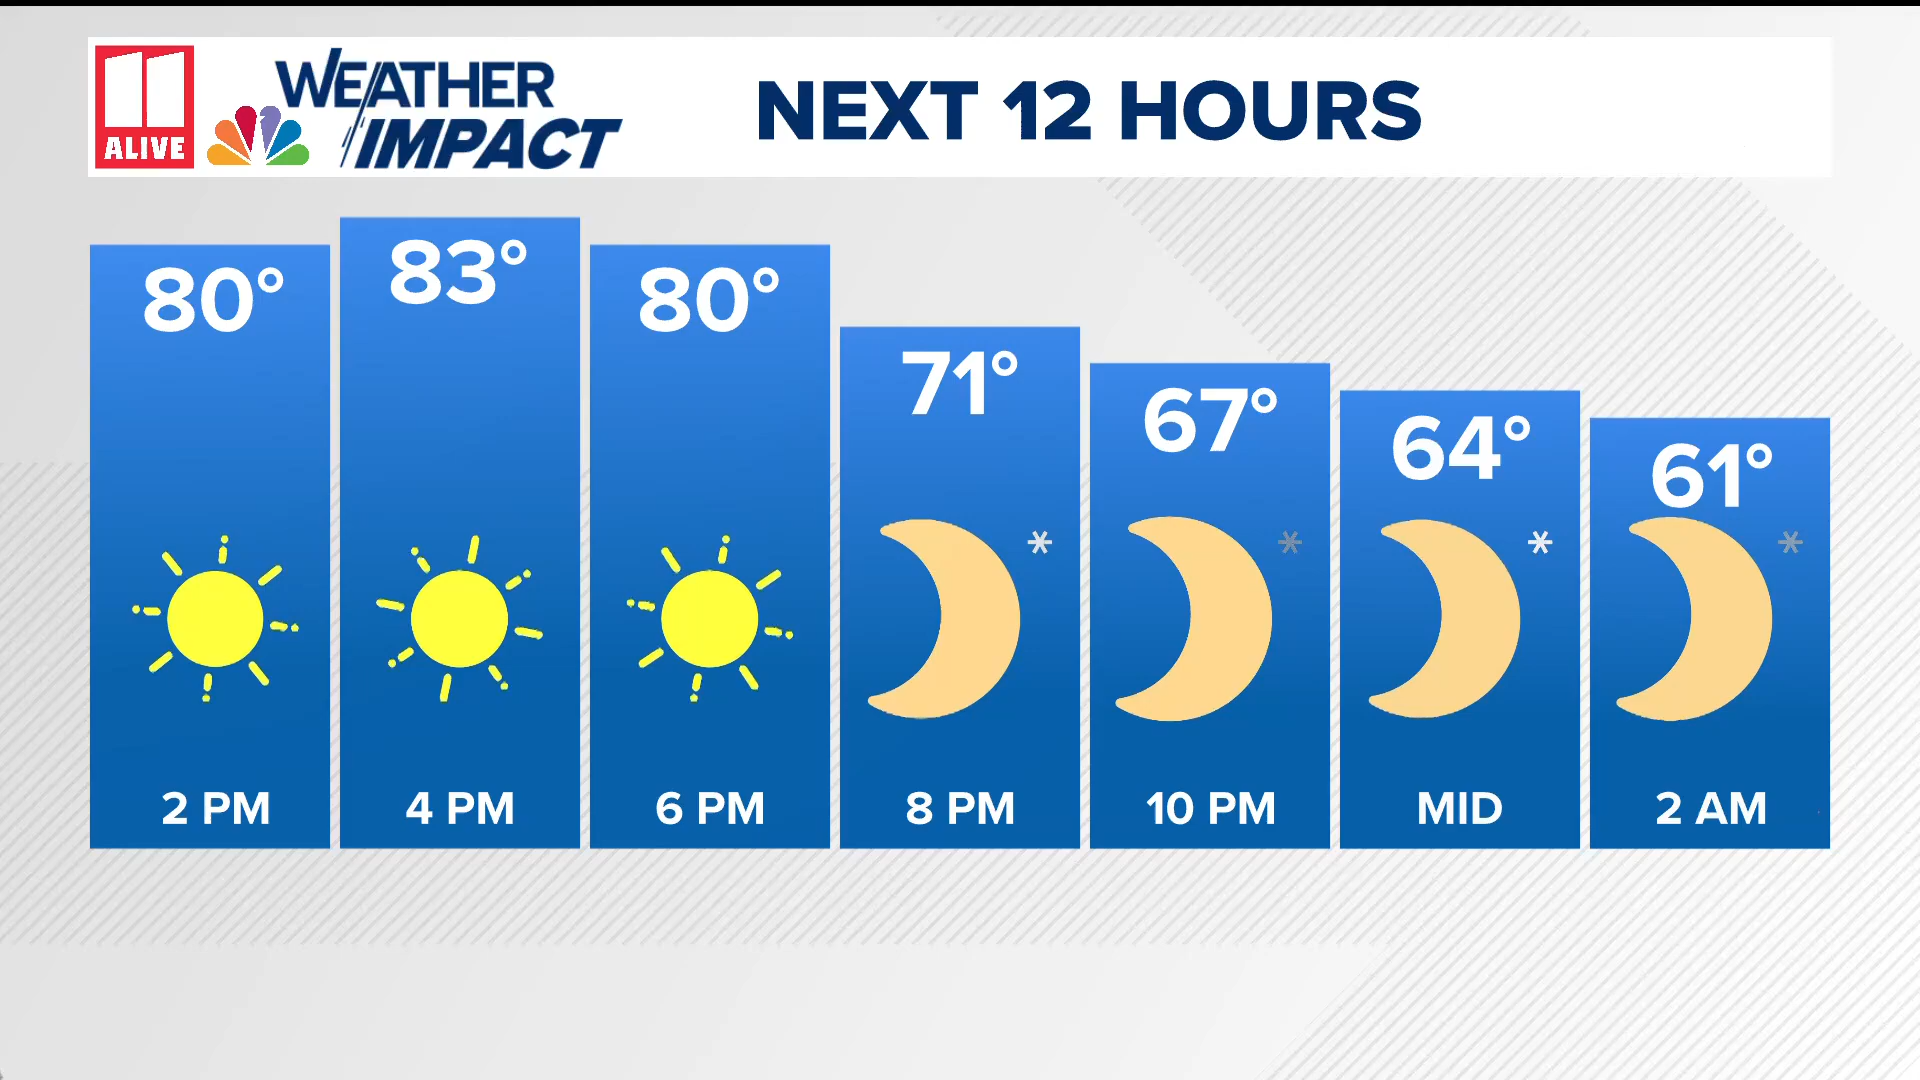 11
ALIVE
WEATHER
IMPACT
NEXT 12 HOURS
80° 83° 80° 71° 67° 64° 61°
2 PM 4 PM 6 PM 8 PM 10 PM MID 2 AM